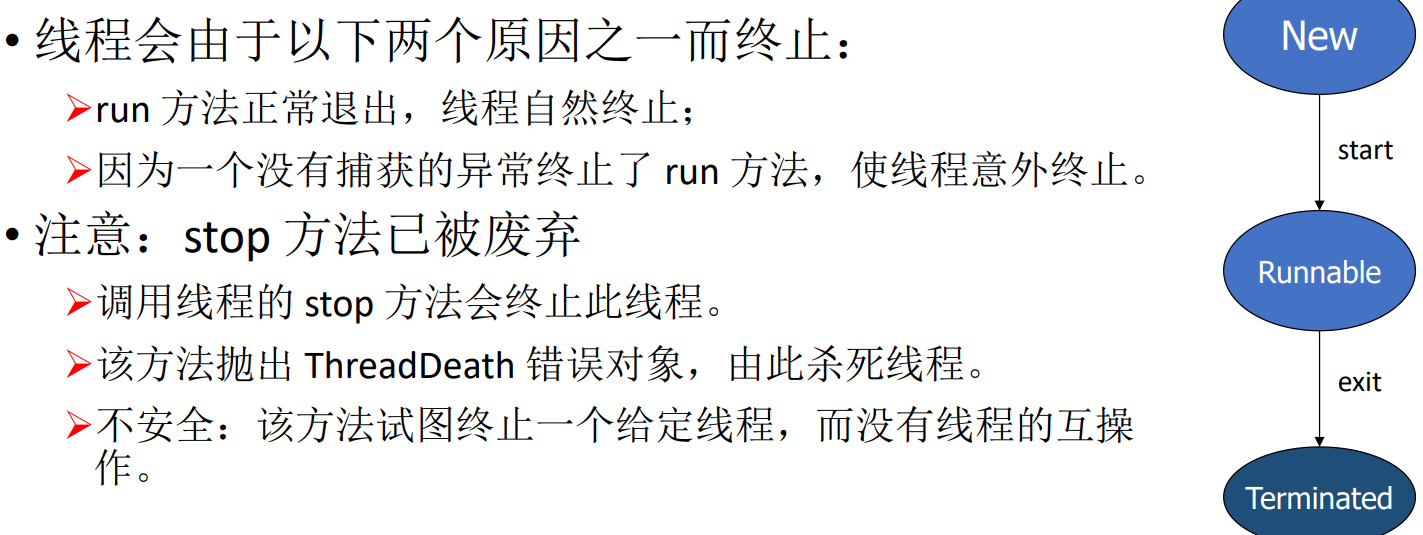 • 线程会由于以下两个原因之一而终止：
➢run 方法正常退出，线程自然终止；
➢因为一个没有捕获的异常终止了 run 方法，使线程意外终止。
• 注意：stop 方法已被废弃
➢调用线程的 stop 方法会终止此线程。
➢该方法抛出 ThreadDeath 错误对象，由此杀死线程。
➢不安全：该方法试图终止一个给定线程，而没有线程的互操
作。
New
start
Runnable
exit
Terminated